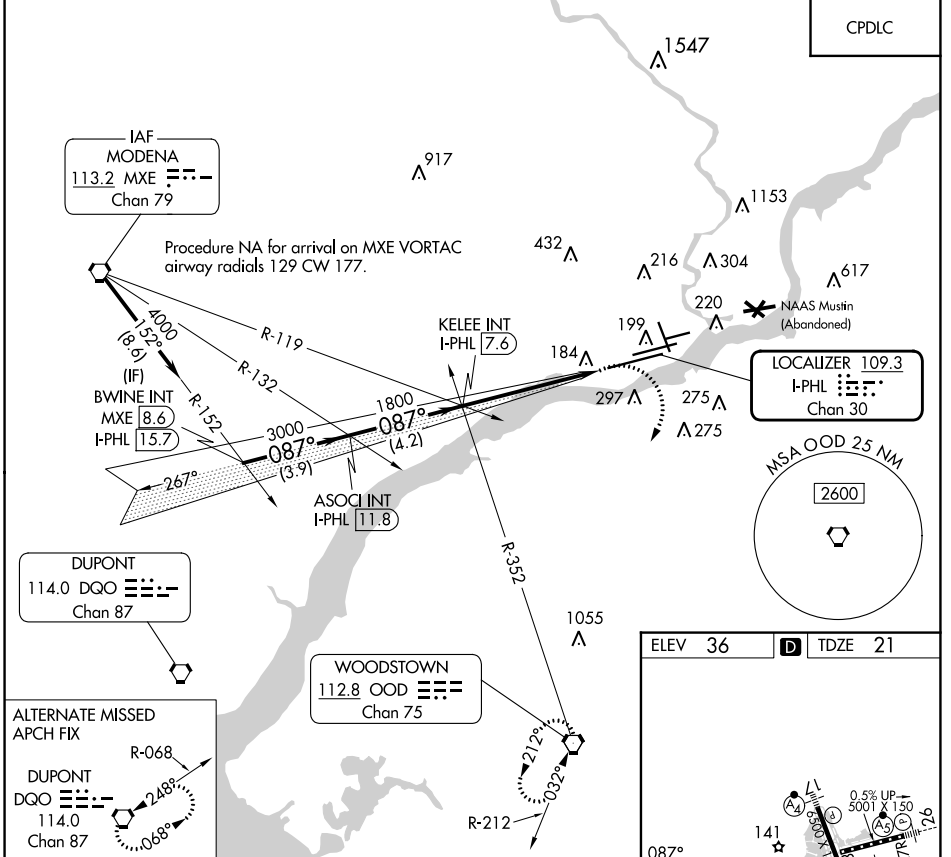 CPDLC
1547
IAF
MODENA
113.2 MXE
Chan 79
917
1153
Procedure NA for arrival on MXE VORTAC
airway radials 129 CW 177.
432
216
304
617
220
NAAS Mustin
(Abandoned)
199
184
4000
152°
(8.6)
(IF)
R-119
R-132
R-152
KELEE INT
I-PHL 7.6
LOCALIZER 109.3
I-PHL
Chan 30
BWINE INT
MXE 8.6
I-PHL 15.7
1800
3000
087°
087°
(4.2)
(3.9)
267°
297
275
275
ASOCI INT
I-PHL 11.8
MSA OOD 25 NM
2600
R-352
DUPONT
114.0 DQO
Chan 87
1055
WOODSTOWN
112.8 OOD
Chan 75
212°
032°
R-212
ALTERNATE MISSED
APCH FIX
R-068
DUPONT
DQO
114.0
Chan 87
248°
068°
ELEV 36
D
TDZE 21
17
A4
P
0.5% UP
5001 X 150
A5
P
26
141
6500 X
7R
087°